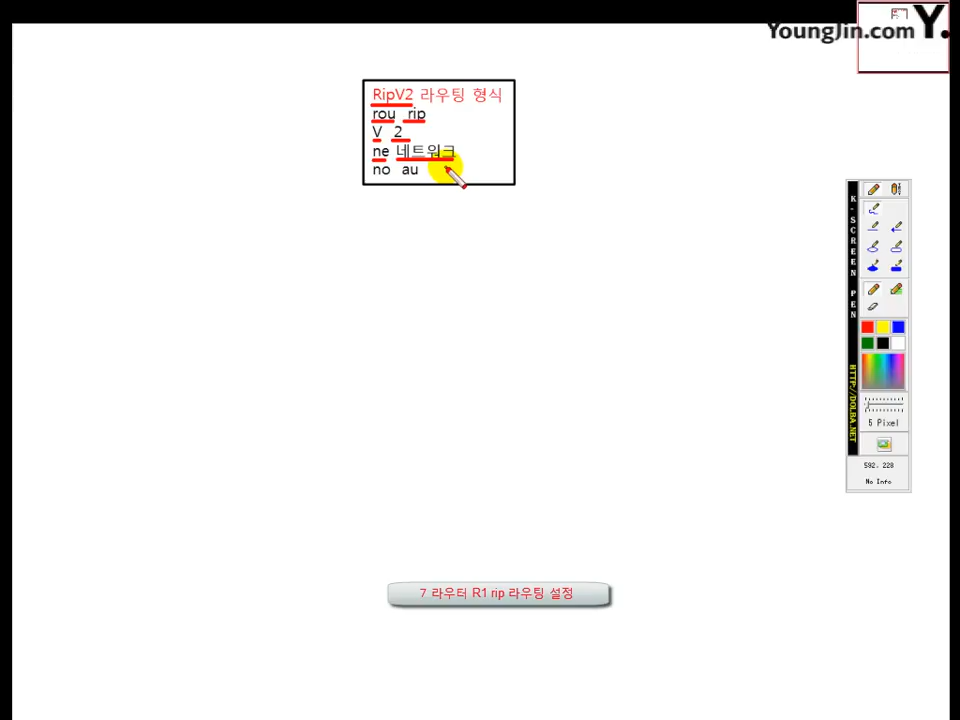 YoungJin.com Y.
RipV2 라우팅 형식
rou rip
V 2
ne 네트워크
no au
K-SCREEN PEN HTTP://DOLBA.NET
5 Pixel
592, 228
No Info
7 라우터 R1 rip 라우팅 설정